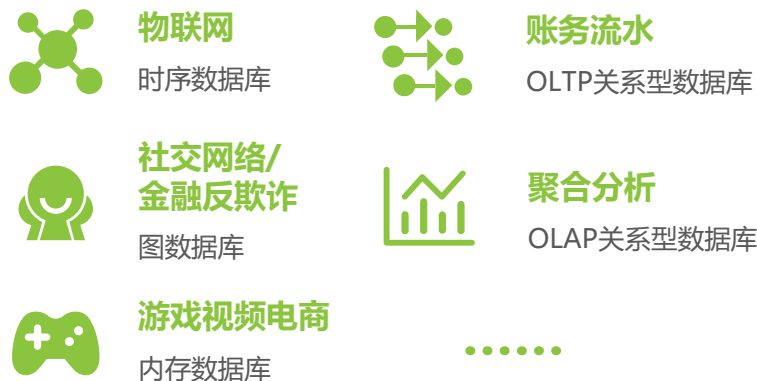 物联网
时序数据库
账务流水
OLTP关系型数据库
社交网络/
金融反欺诈
图数据库
聚合分析
OLAP关系型数据库
游戏视频电商
内存数据库
······